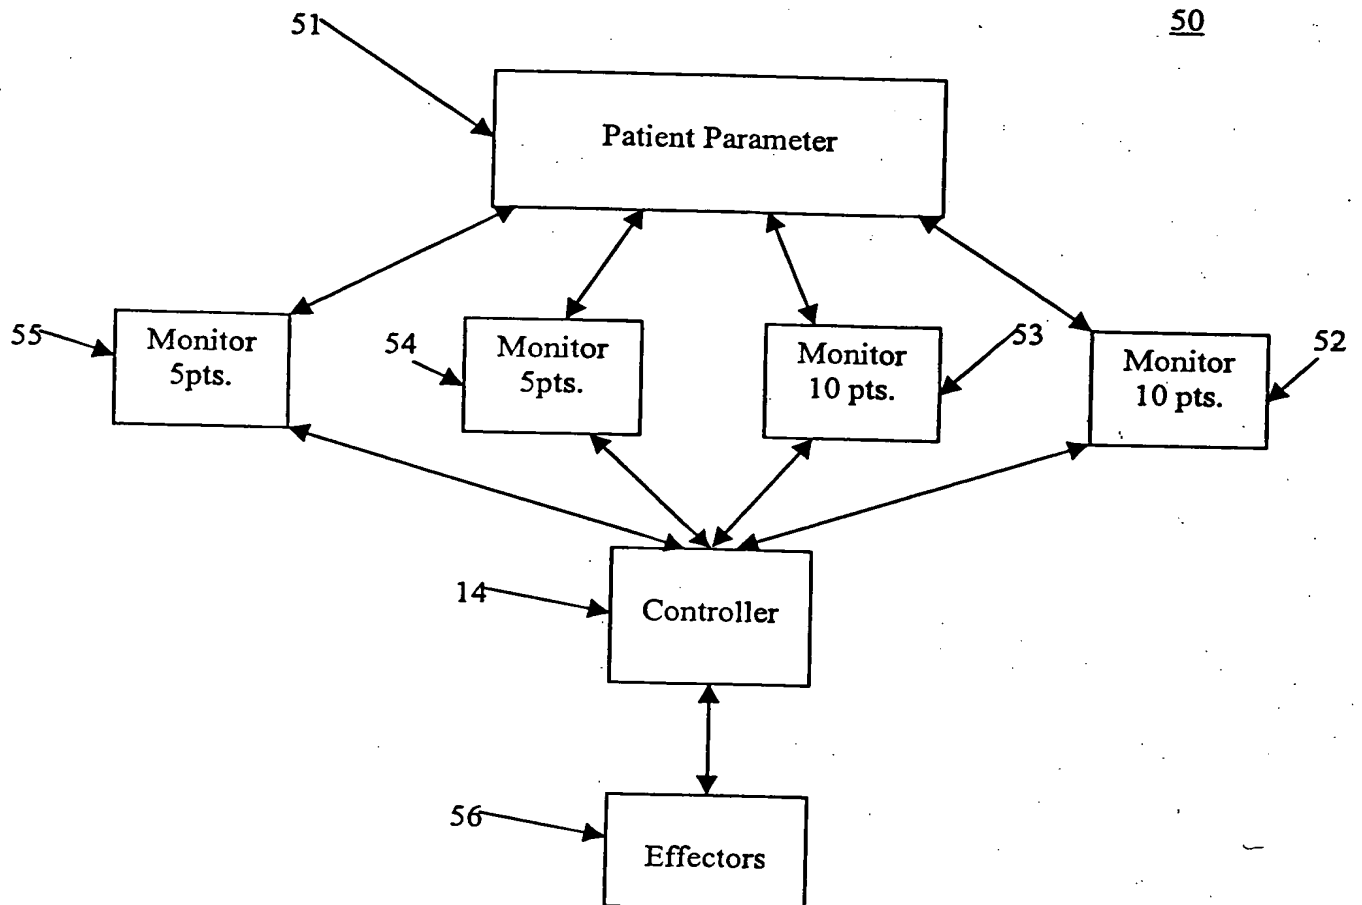 50
51
Patient Parameter
55
Monitor
5pts.
54
Monitor
5pts.
Monitor
10 pts.
53
Monitor
10 pts.
52
14
Controller
56
Effectors